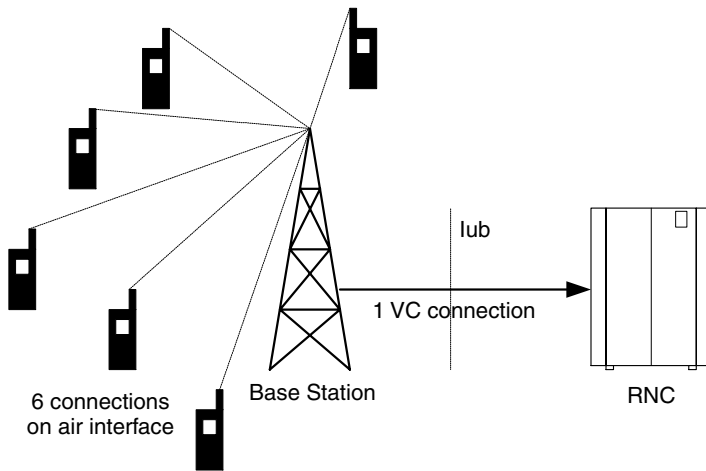 Iub
1 VC connection
Base Station
RNC
6 connections
on air interface